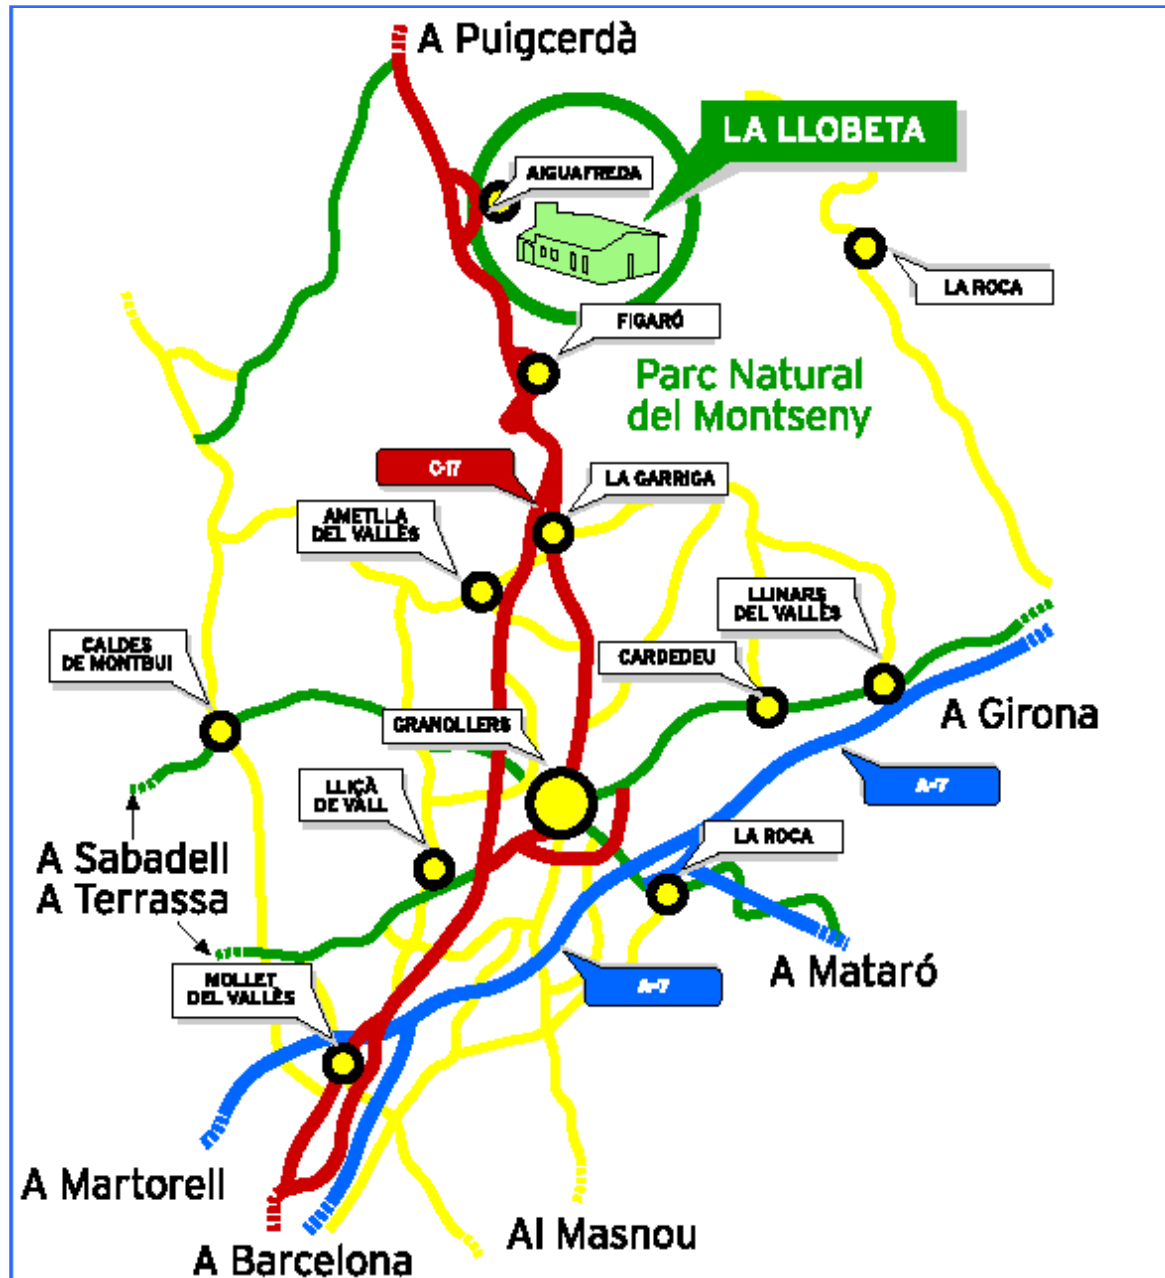 A Puigcerdà
LA LLOBETA
AIGUAFREDA
LA ROCA
FIGARÓ
Parc Natural
del Montseny
C-17
LA GARRIGA
AMETLLA
DEL VALLÈS
LLINARS
DEL VALLÈS
CALDES
DE MONTBUI
CARDEDEU
GRANOLLERS
A Girona
A-7
LLIÇÀ
DE VALL
LA ROCA
A Sabadell
A Terrassa
MOLLET
DEL VALLÈS
A-7
A Mataró
A Martorell
A Barcelona
Al Masnou